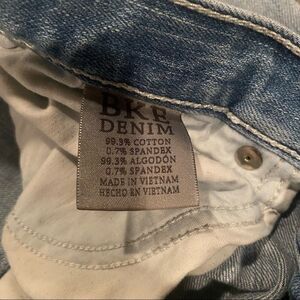 BKE
DENIM
99.3% COTTON
0.7% SPANDEX
99.3% ALGODÓN
0.7% SPANDEX
MADE IN VIETNAM
HECHO EN VIETNAM